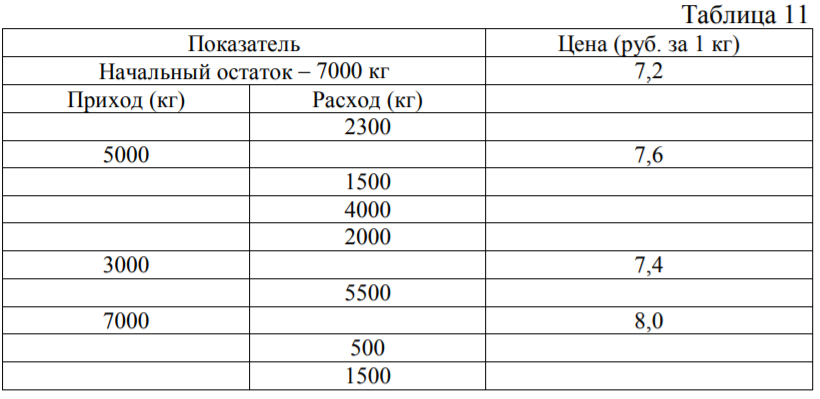 Таблица 11
Показатель Цена (руб. за 1 кг)
Начальный остаток – 7000 кг 7,2
Приход (кг) Расход (кг)
2300
5000 7,6
1500
4000
2000
3000 7,4
5500
7000 8,0
500
1500